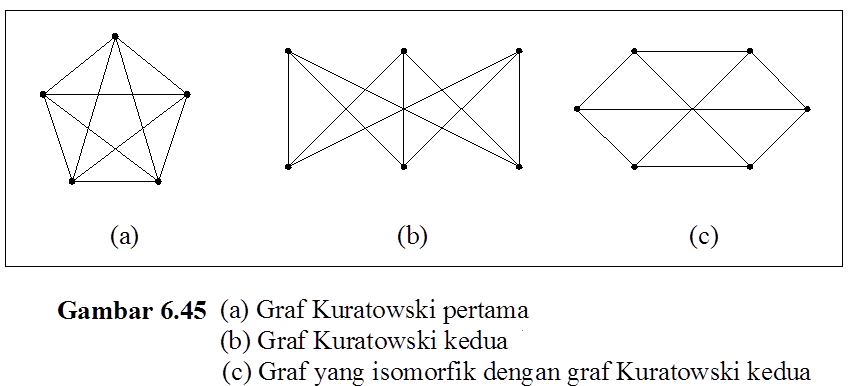 (a) (b) (c)
Gambar 6.45 (a) Graf Kuratowski pertama
(b) Graf Kuratowski kedua
(c) Graf yang isomorfik dengan graf Kuratowski kedua